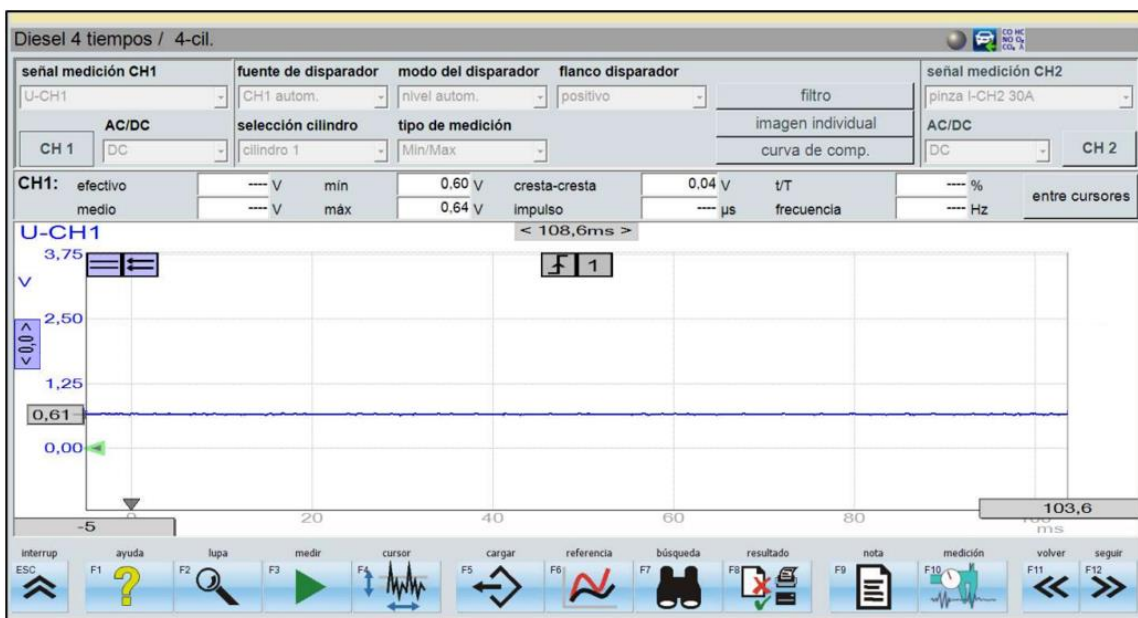 Diesel 4 tiempos / 4-cil.
CO HC
NO O₂
CO₂ λ
señal medición CH1 fuente de disparador modo del disparador flanco disparador señal medición CH2
U-CH1 CH1 autom. nivel autom. positivo filtro pinza I-CH2 30A
AC/DC selección cilindro tipo de medición imagen individual AC/DC
CH 1 DC cilindro 1 Min/Max curva de comp. DC CH 2
CH1: efectivo ---- V mín 0,60 V cresta-cresta 0,04 V t/T ---- % entre cursores
medio ---- V máx 0,64 V impulso ---- µs frecuencia ---- Hz
U-CH1 < 108,6ms >
3,75
1
V
2,50
<0,0>
1,25
0,61
0,00
-5 0 20 40 60 80 100 103,6
ms
interrup ayuda lupa medir cursor cargar referencia búsqueda resultado nota medición volver seguir
ESC F1 F2 F3 F4 F5 F6 F7 F8 F9 F10 F11 F12